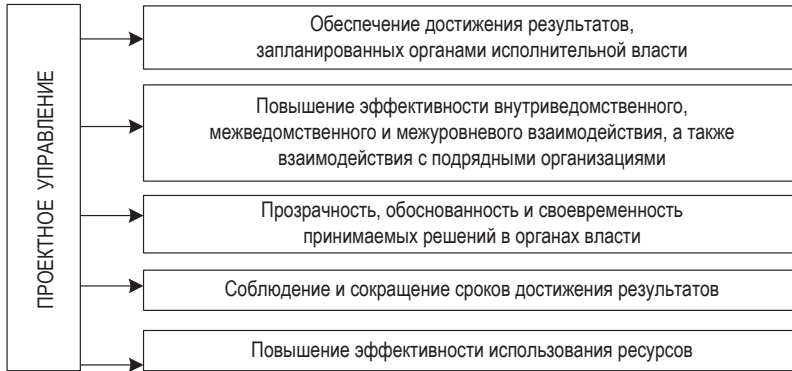 ПРОЕКТНОЕ УПРАВЛЕНИЕ
Обеспечение достижения результатов,
запланированных органами исполнительной власти
Повышение эффективности внутриведомственного,
межведомственного и межуровневого взаимодействия, а также
взаимодействия с подрядными организациями
Прозрачность, обоснованность и своевременность
принимаемых решений в органах власти
Соблюдение и сокращение сроков достижения результатов
Повышение эффективности использования ресурсов